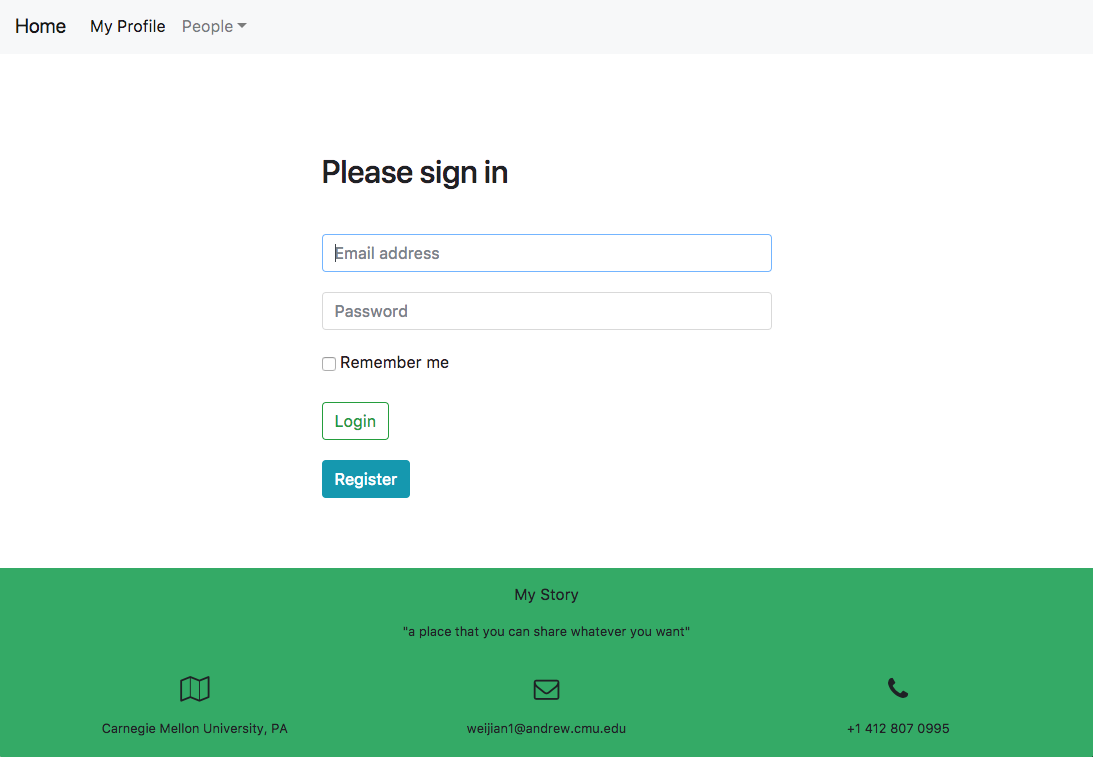 Home My Profile People
Please sign in
Email address
Password
Remember me
Login
Register
My Story
"a place that you can share whatever you want"
Carnegie Mellon University, PA
weijian1@andrew.cmu.edu
+1 412 807 0995